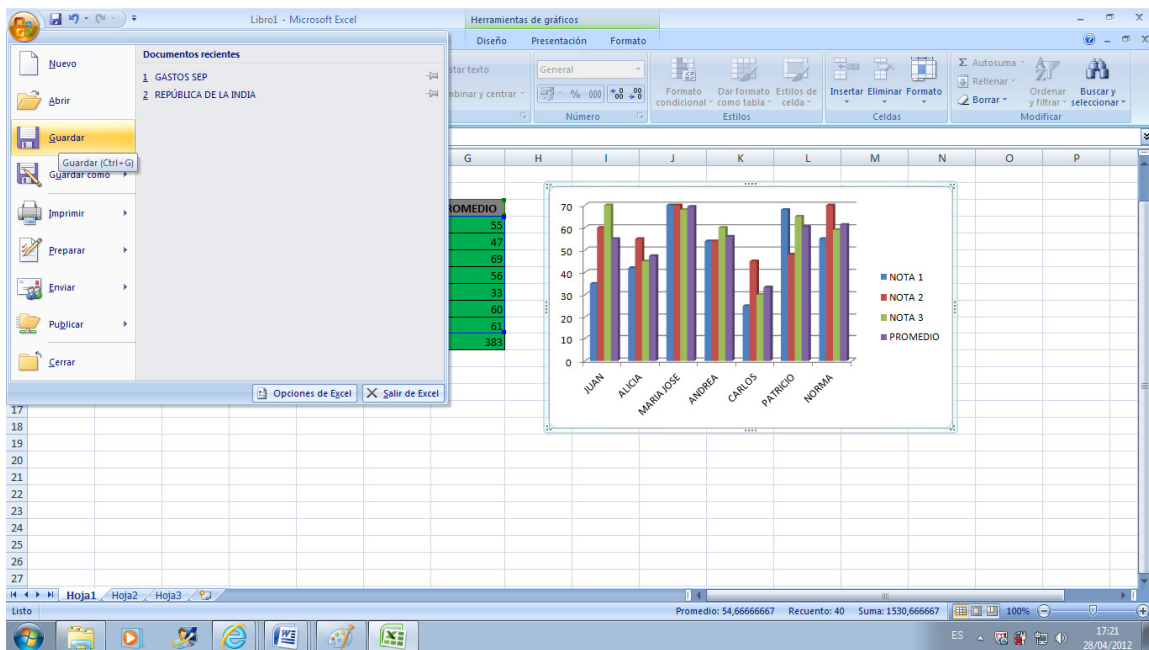 Libro1 - Microsoft Excel
Herramientas de gráficos
Diseño Presentación Formato
Nuevo
Abrir
Guardar
Guardar (Ctrl+G)
Guardar como
Imprimir
Preparar
Enviar
Publicar
Cerrar
Documentos recientes
1 GASTOS SEP
2 REPÚBLICA DE LA INDIA
Opciones de Excel
Salir de Excel
General
% 000
Número
Formato condicional
Dar formato como tabla
Estilos de celda
Estilos
Insertar Eliminar Formato
Celdas
Σ Autosuma
Rellenar
Borrar
Ordenar y filtrar
Buscar y seleccionar
Modificar
G H I J K L M N O P
55
47
69
56
33
60
61
383
70
60
50
40
30
20
10
0
JUAN ALICIA MARIA JOSE ANDREA CARLOS PATRICIO NORMA
NOTA 1
NOTA 2
NOTA 3
PROMEDIO
17
18
19
20
21
22
23
24
25
26
27
Hoja1 Hoja2 Hoja3
Listo
Promedio: 54,66666667 Recuento: 40 Suma: 1530,666667
100%
ES
17:21
28/04/2012